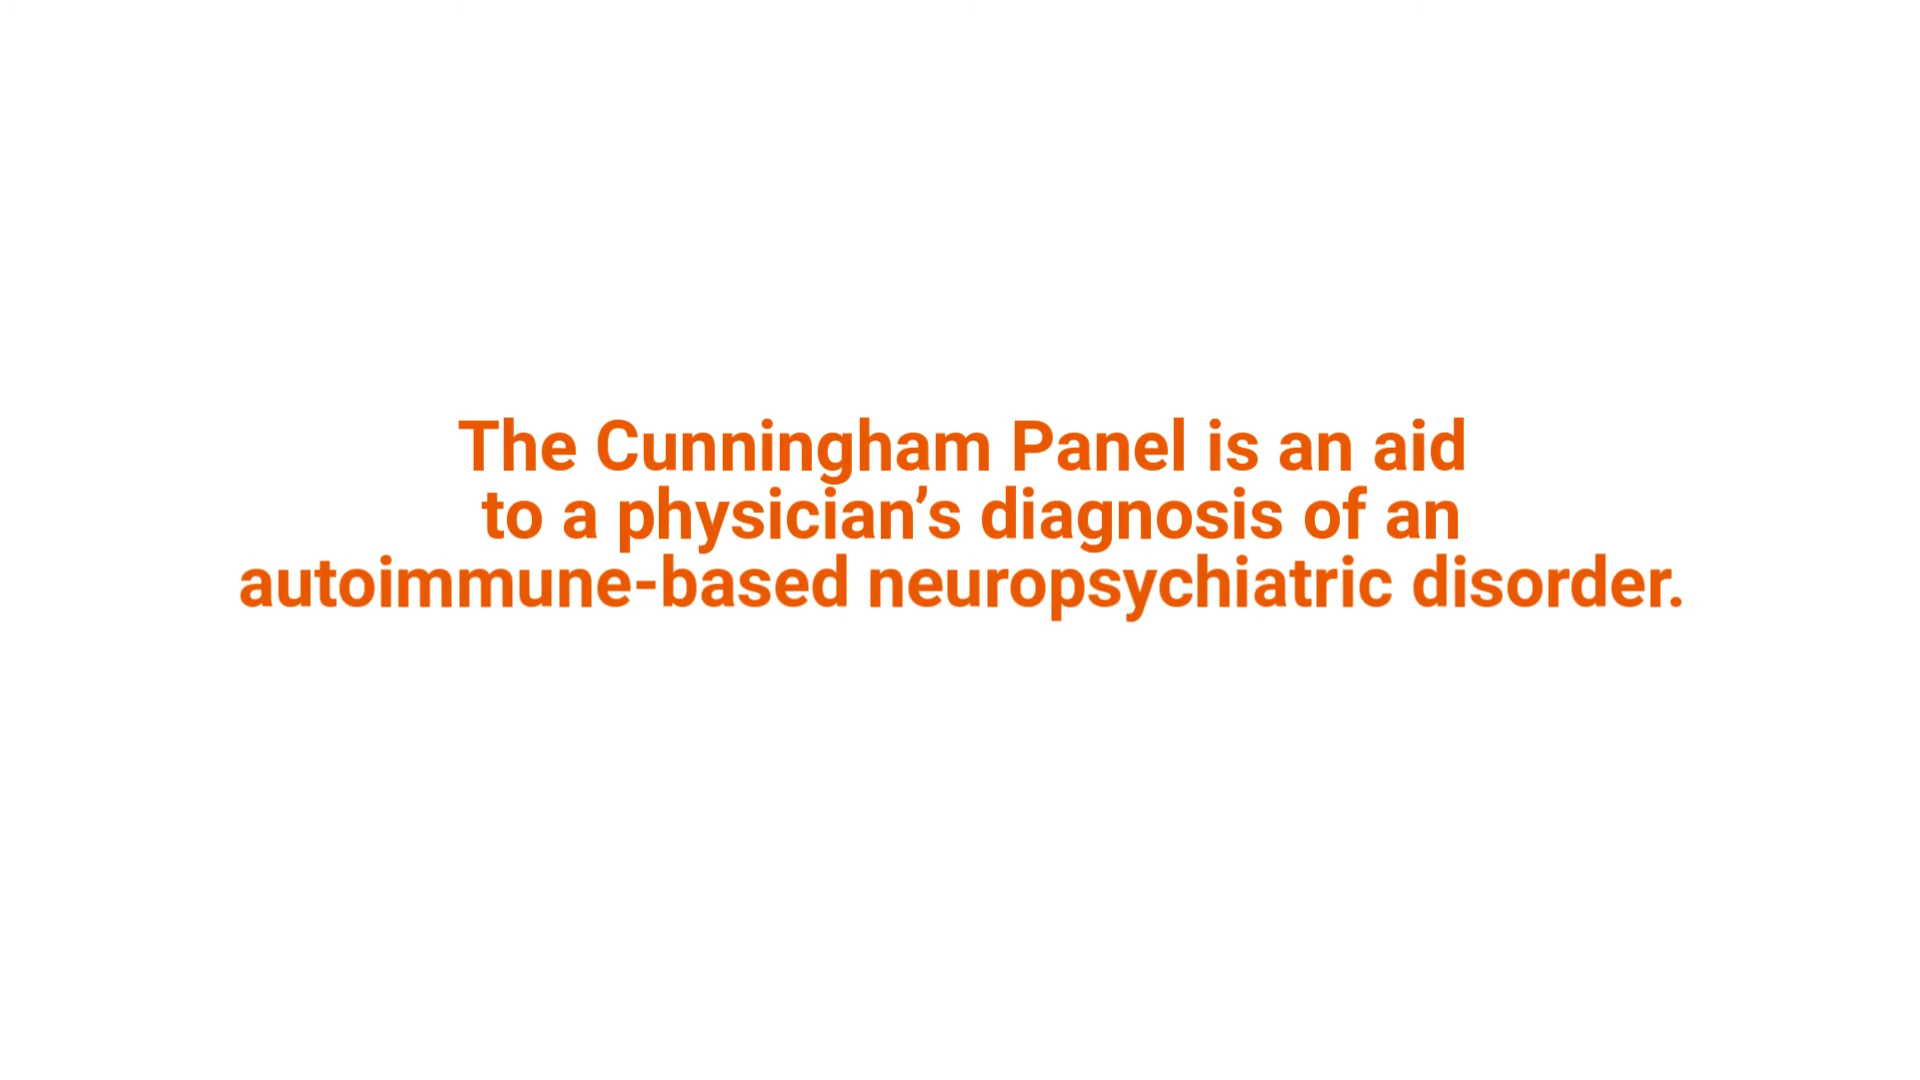 The Cunningham Panel is an aid
to a physician’s diagnosis of an
autoimmune-based neuropsychiatric disorder.